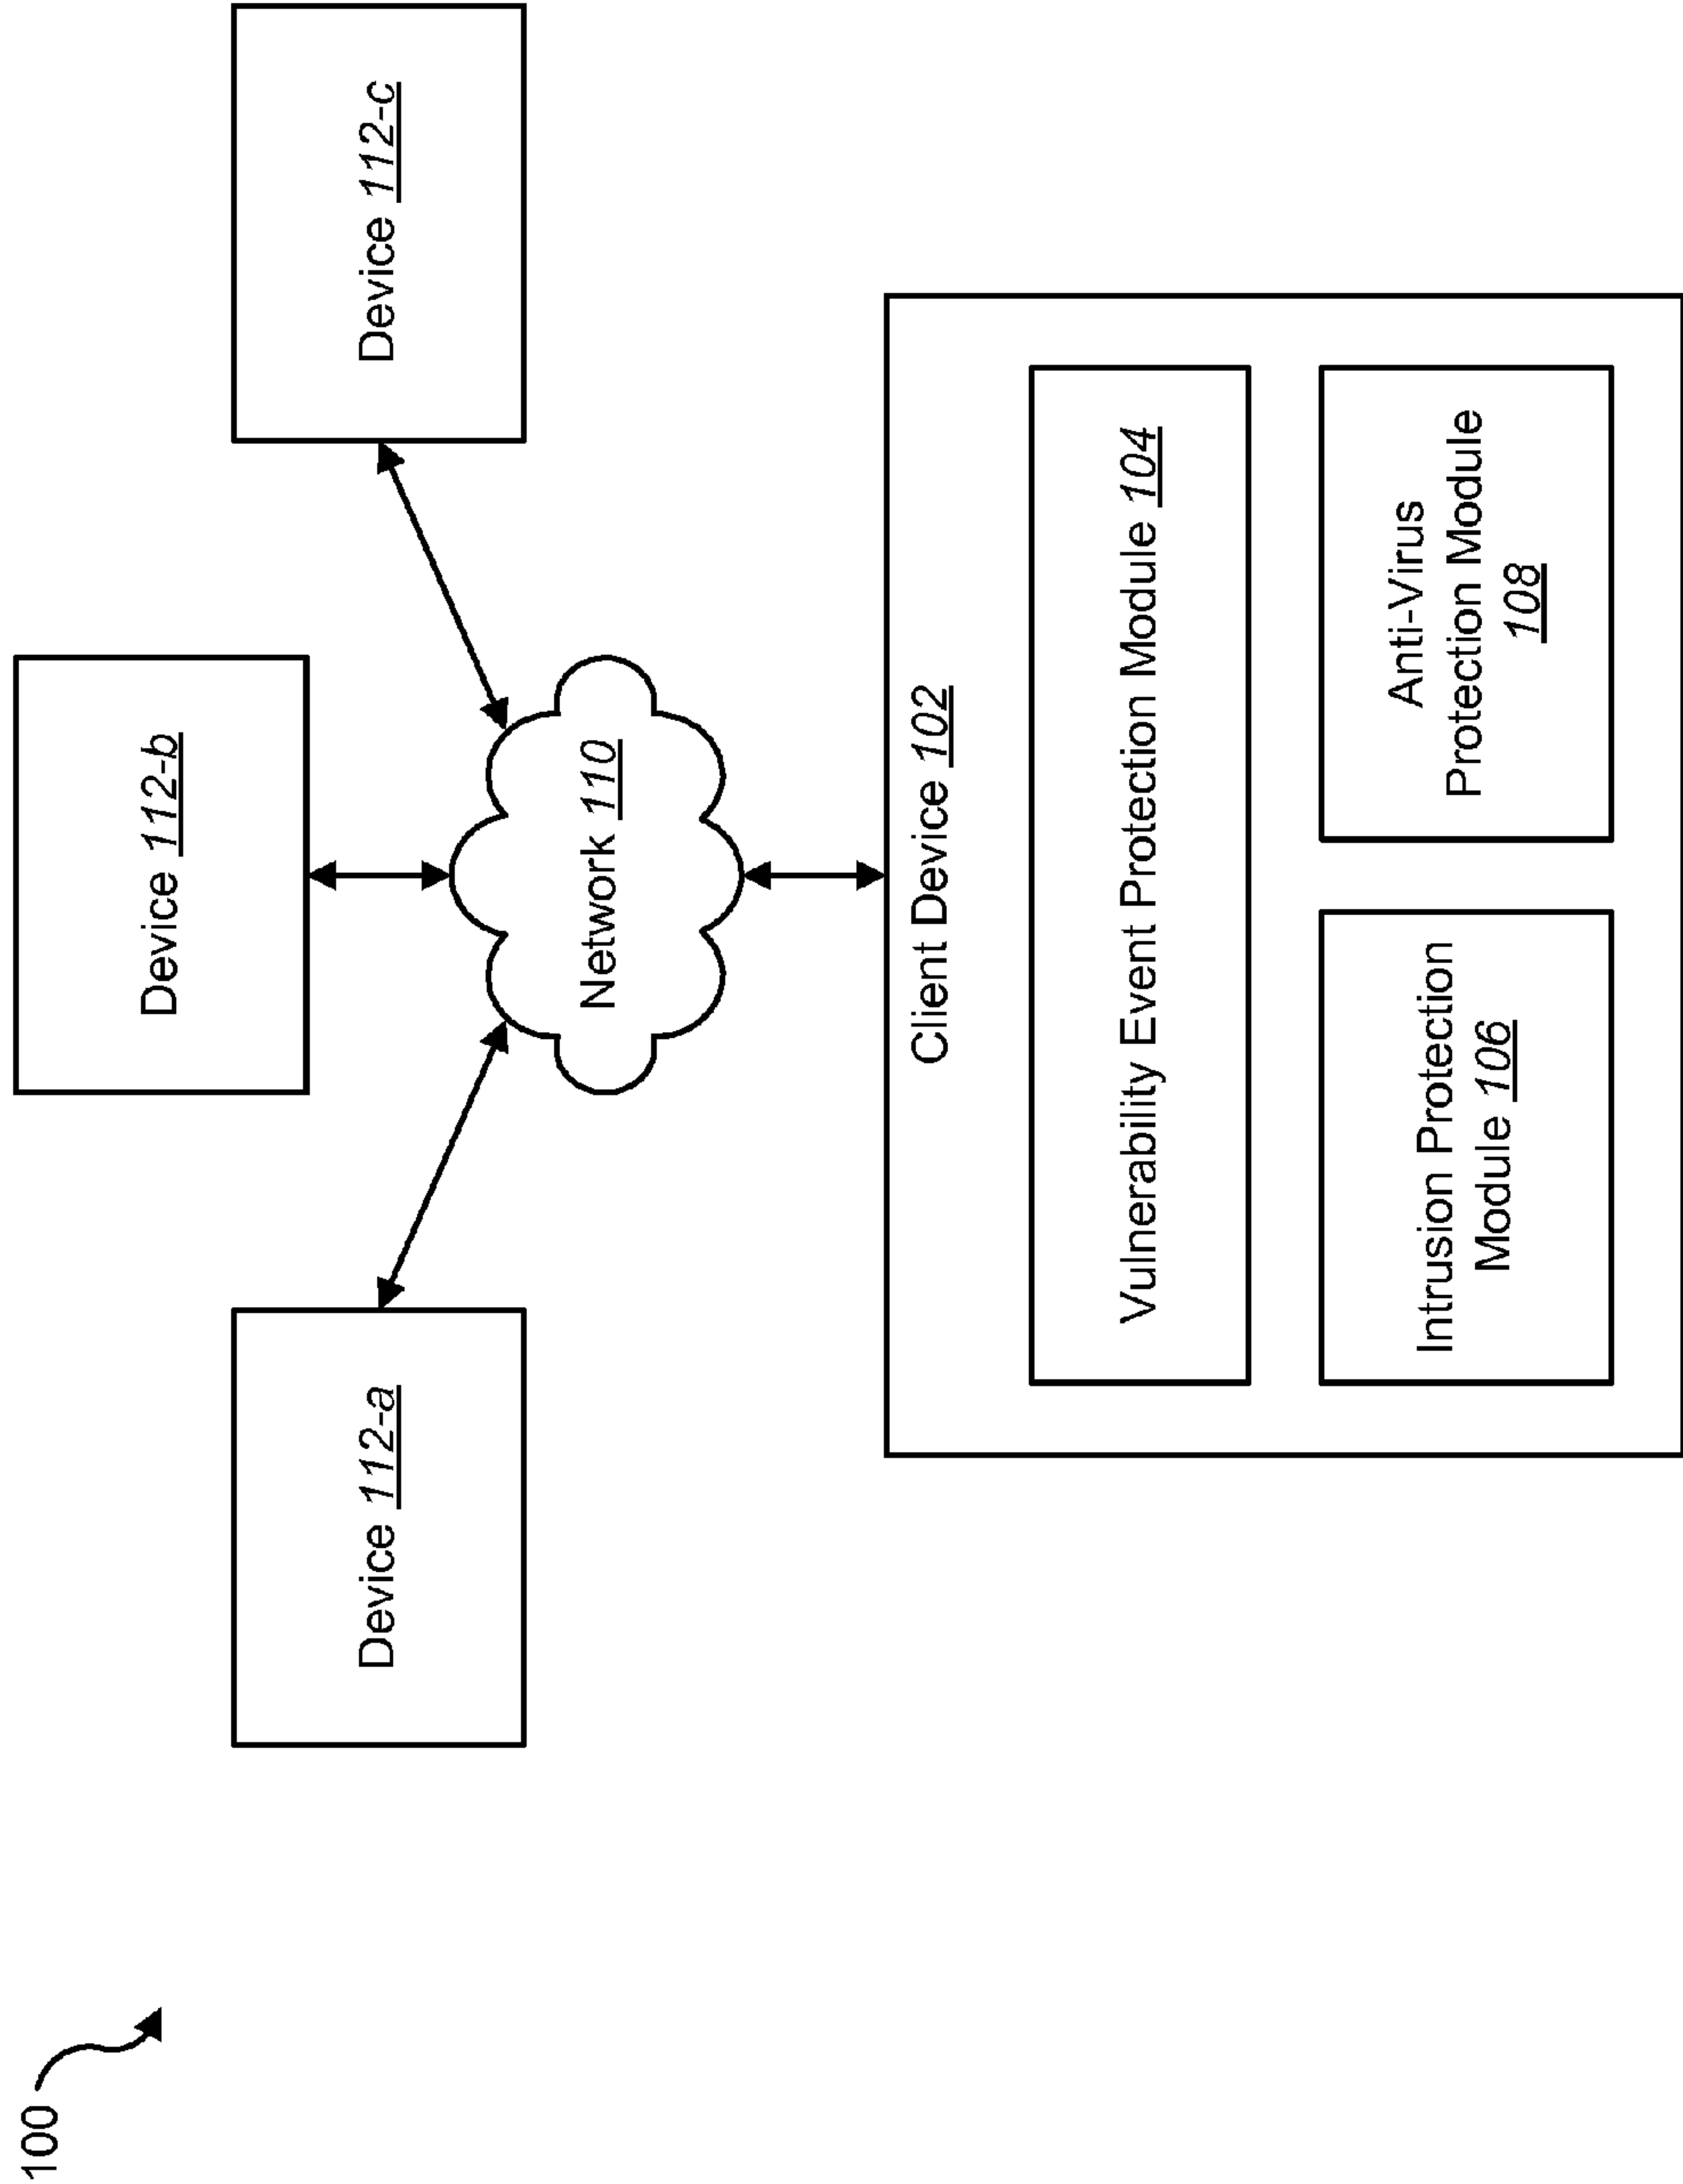 100
Device 112-b
Device 112-a
Device 112-c
Network 110
Client Device 102
Vulnerability Event Protection Module 104
Intrusion Protection
Module 106
Anti-Virus
Protection Module
108